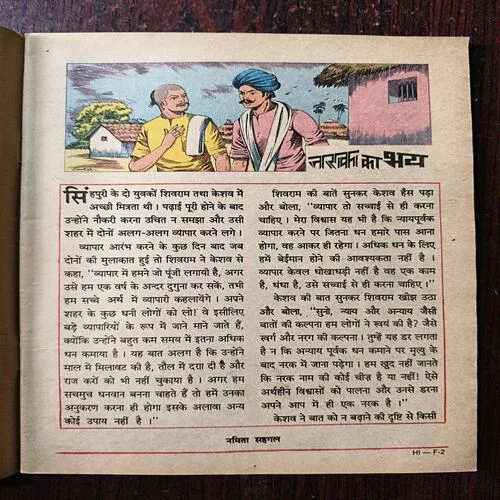 नारावका का भय
सिंहपुरी के दो युवकों शिवराम तथा केशव में
अच्छी मित्रता थी। पढ़ाई पूरी होने के बाद
उन्होंने नौकरी करना उचित न समझा और उसी
शहर में दोनों अलग-अलग व्यापार करने लगे।
व्यापार आरंभ करने के कुछ दिन बाद जब
दोनों की मुलाकात हुई तो शिवराम ने केशव से
कहा, ‘‘व्यापार में हमने जो पूंजी लगायी है, अगर
उसे हम एक वर्ष के अन्दर दुगुना कर सकें, तभी
हम सच्चे अर्थ में व्यापारी कहलायेंगे। अपने
शहर के कुछ धनी लोगों को लो! वे इसीलिए
बड़े व्यापारियों के रूप में जाने माने जाते हैं,
क्योंकि उन्होंने बहुत कम समय में इतना अधिक
धन कमाया है। यह बात अलग है कि उन्होंने
माल में मिलावट की है, तौल में दग़ा दी है और
राज करों को भी नहीं चुकाया है। अगर हम
सचमुच धनवान बनना चाहते हैं तो हमें उनका
अनुकरण करना ही होगा इसके अलावा अन्य
कोई उपाय नहीं है।’’
शिवराम की बातें सुनकर केशव हँस पड़ा
और बोला, ‘‘व्यापार तो सच्चाई से ही करना
चाहिए। मेरा विश्वास यह भी है कि न्यायपूर्वक
व्यापार करने पर जितना धन हमारे पास आना
होगा, वह आकर ही रहेगा। अधिक धन के लिए
हमें बेईमान होने की आवश्यकता नहीं है।
व्यापार केवल धोखाधड़ी नहीं है वह एक काम
है, धंधा है, उसे सच्चाई से ही करना चाहिए।’’
केशव की बात सुनकर शिवराम खीझ उठा
और बोला, ‘‘सुनो, न्याय और अन्याय जैसी
बातों की कल्पना हम लोगों ने स्वयं की है? जैसे
स्वर्ग और नरग की कल्पना। तुम्हें यह डर लगता
है न कि अन्याय पूर्वक धन कमाने पर मृत्यु के
बाद नरक में जाना पड़ेगा। हम खुद नहीं जानते
कि नरक नाम की कोई चीज़ है या नहीं! ऐसे
अर्थहीन विश्वासों को पालना और उनसे डरना
अपने आप में ही एक नरक है।’’
केशव ने बात को न बढ़ाने की दृष्टि से किसी
नमिता सहगल
HI — F-2